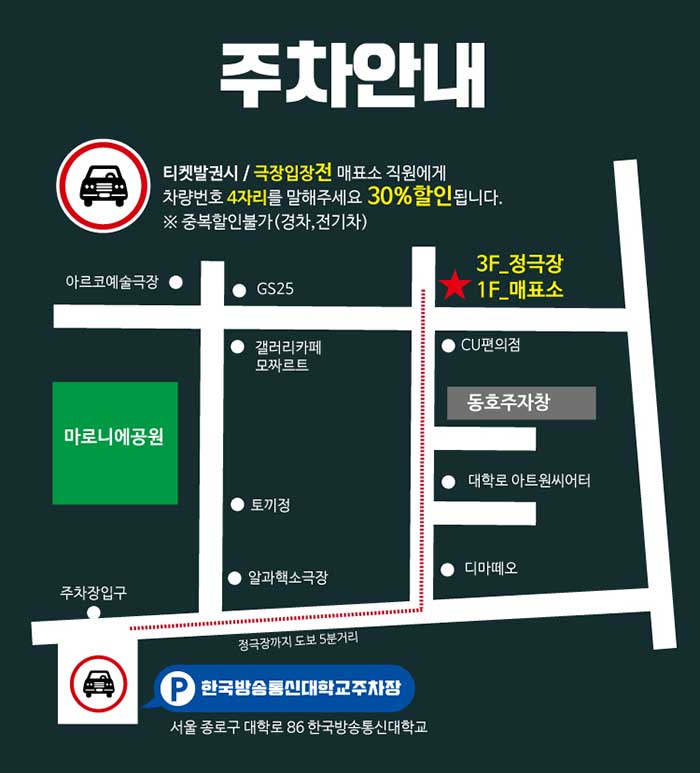 주차안내
티켓발권시 / 극장입장전 매표소 직원에게
차량번호 4자리를 말해주세요 30%할인됩니다.
※ 중복할인불가(경차,전기차)
3F_정극장
1F_매표소
아르코예술극장
GS25
갤러리카페
모짜르트
CU편의점
동호주자창
마로니에공원
대학로 아트원씨어터
토끼정
알과핵소극장
디마떼오
주차장입구
정극장까지 도보 5분거리
P 한국방송통신대학교주차장
서울 종로구 대학로 86 한국방송통신대학교